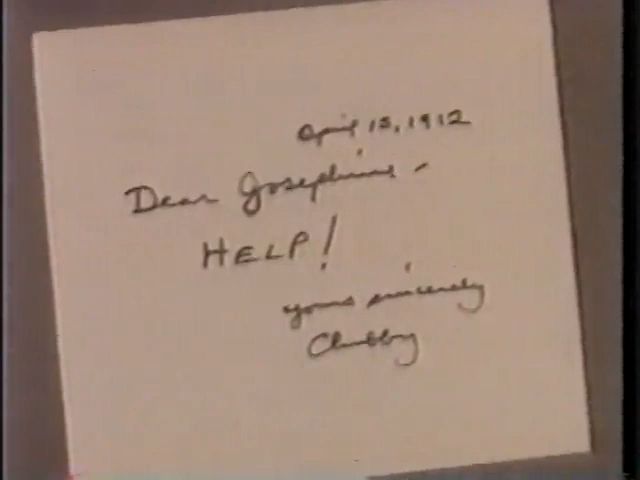 April 15, 1912
Dear Josephine -
HELP!
yours sincerely
Chubby